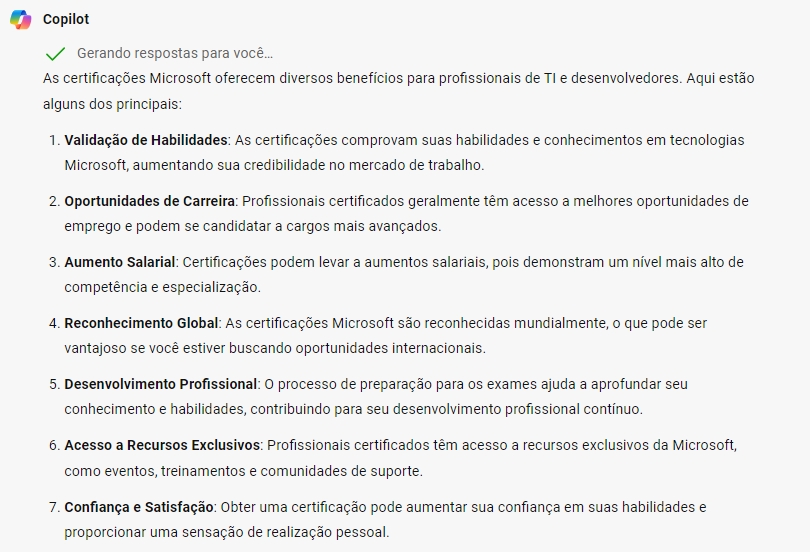 Copilot
Gerando respostas para você...
As certificações Microsoft oferecem diversos benefícios para profissionais de TI e desenvolvedores. Aqui estão
alguns dos principais:
1. Validação de Habilidades: As certificações comprovam suas habilidades e conhecimentos em tecnologias
Microsoft, aumentando sua credibilidade no mercado de trabalho.
2. Oportunidades de Carreira: Profissionais certificados geralmente têm acesso a melhores oportunidades de
emprego e podem se candidatar a cargos mais avançados.
3. Aumento Salarial: Certificações podem levar a aumentos salariais, pois demonstram um nível mais alto de
competência e especialização.
4. Reconhecimento Global: As certificações Microsoft são reconhecidas mundialmente, o que pode ser
vantajoso se você estiver buscando oportunidades internacionais.
5. Desenvolvimento Profissional: O processo de preparação para os exames ajuda a aprofundar seu
conhecimento e habilidades, contribuindo para seu desenvolvimento profissional contínuo.
6. Acesso a Recursos Exclusivos: Profissionais certificados têm acesso a recursos exclusivos da Microsoft,
como eventos, treinamentos e comunidades de suporte.
7. Confiança e Satisfação: Obter uma certificação pode aumentar sua confiança em suas habilidades e
proporcionar uma sensação de realização pessoal.